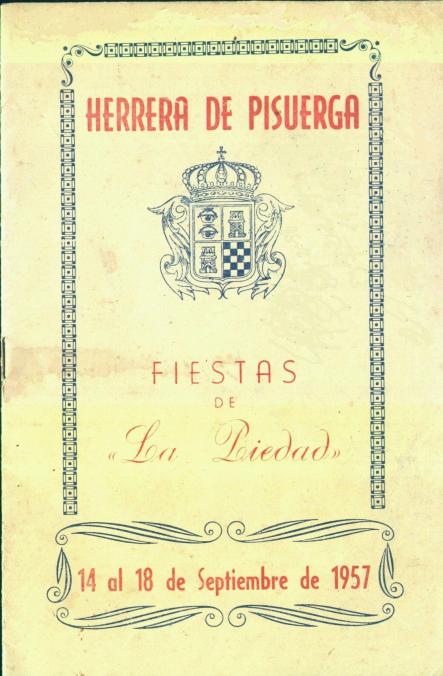 HERRERA DE PISUERGA
FIESTAS
DE
«La Piedad»
14 al 18 de Septiembre de 1957